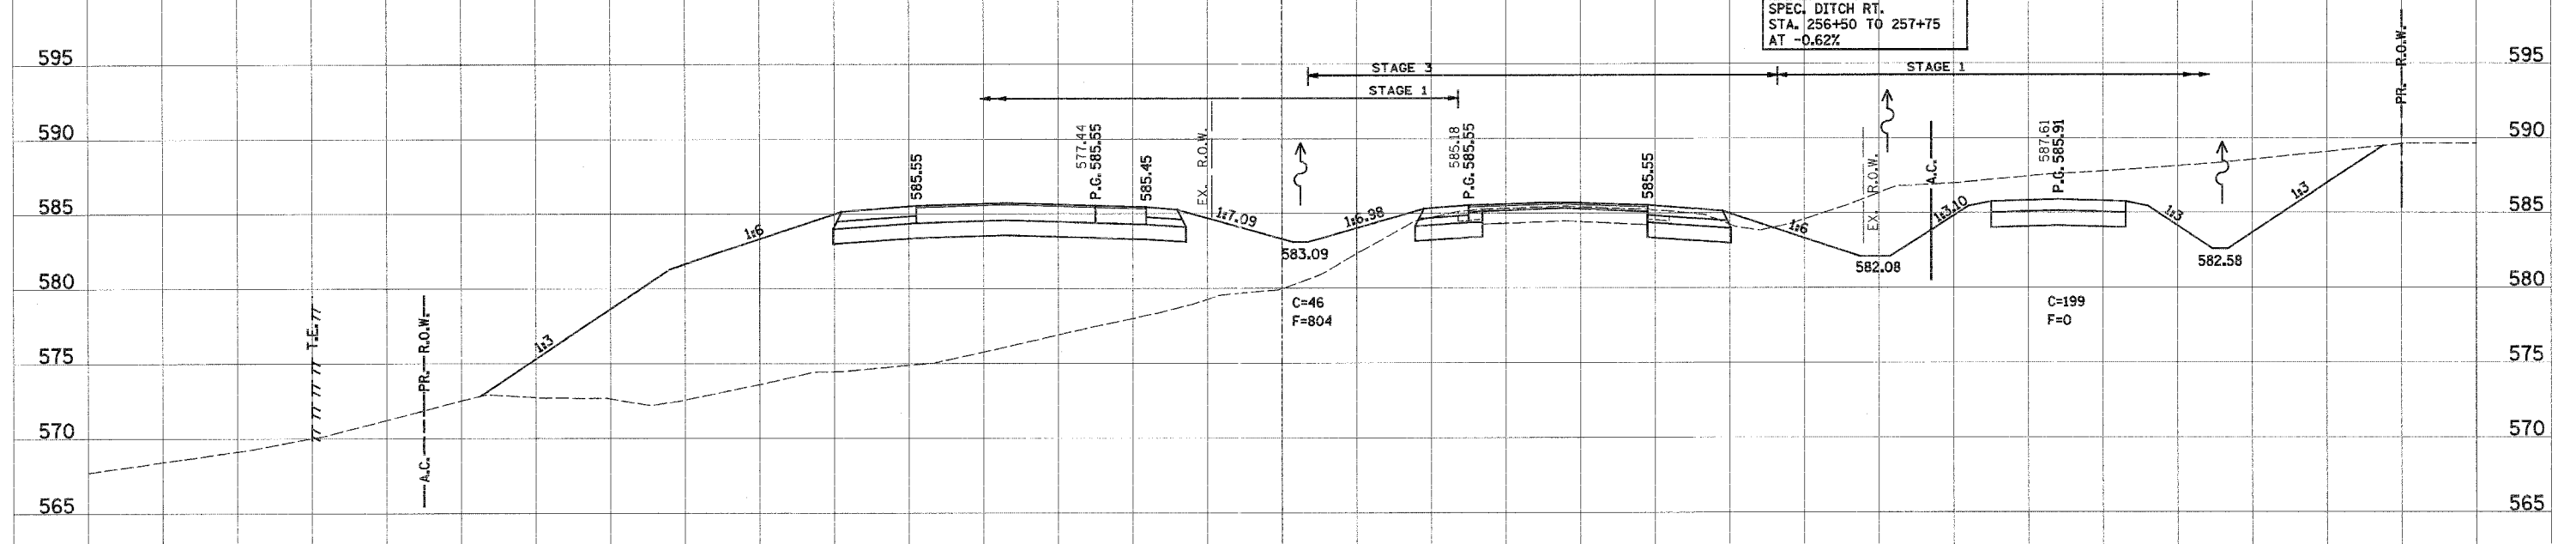 SPEC. DITCH RT.
STA. 256+50 TO 257+75
AT -0.62%
595
595
STAGE 3
STAGE 1
STAGE 1
PR. R.O.W.
590
590
585.55
577.44
P.G. 585.55
585.45
EX. R.O.W.
585.18
P.G. 585.55
585.55
EX. R.O.W.
A.C.
587.61
P.G. 585.91
585
585
1:6
1:7.09
1:6.98
1:6
1:3.10
1:3
1:3
583.09
582.08
582.58
580
580
C=46
F=804
C=199
F=0
T.E.
A.C. PR. R.O.W.
1:3
575
575
570
570
565
565